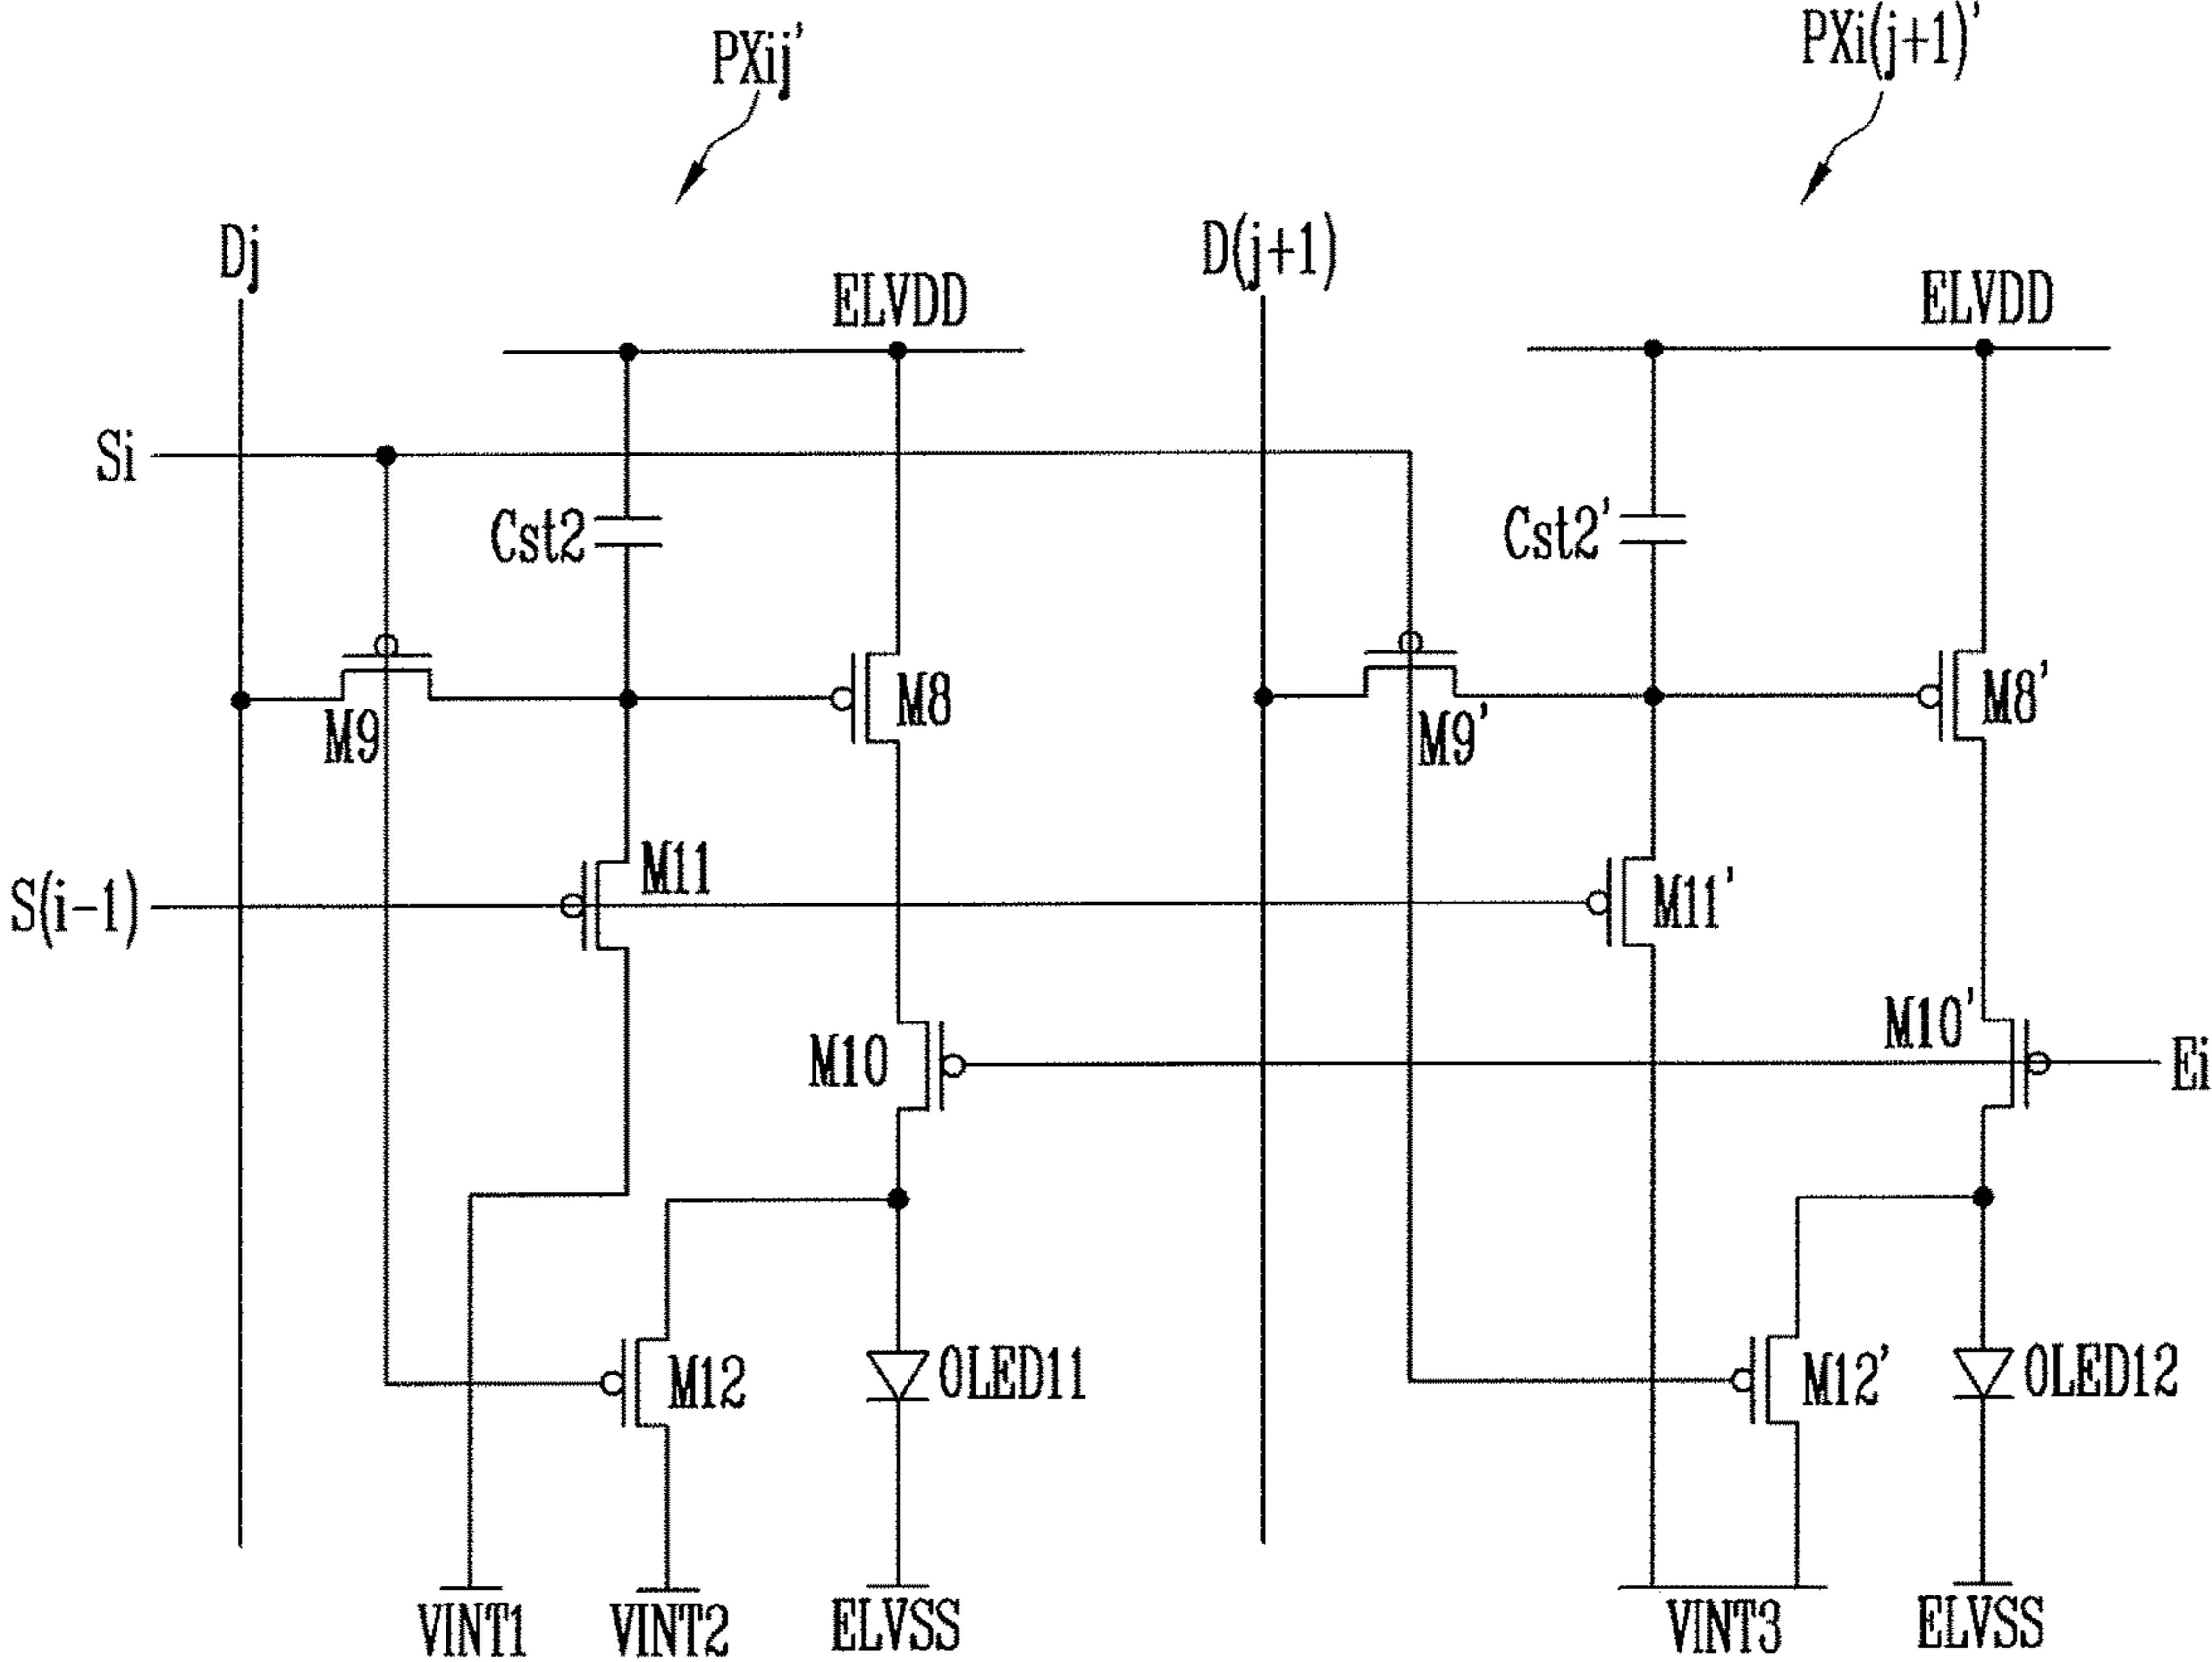 PXij'
PXi(j+1)'
Dj
D(j+1)
ELVDD
ELVDD
Si
Cst2
Cst2'
M9
M8
M9'
M8'
S(i-1)
M11
M11'
M10
M10'
Ei
M12
OLED11
M12'
OLED12
VINT1
VINT2
ELVSS
VINT3
ELVSS